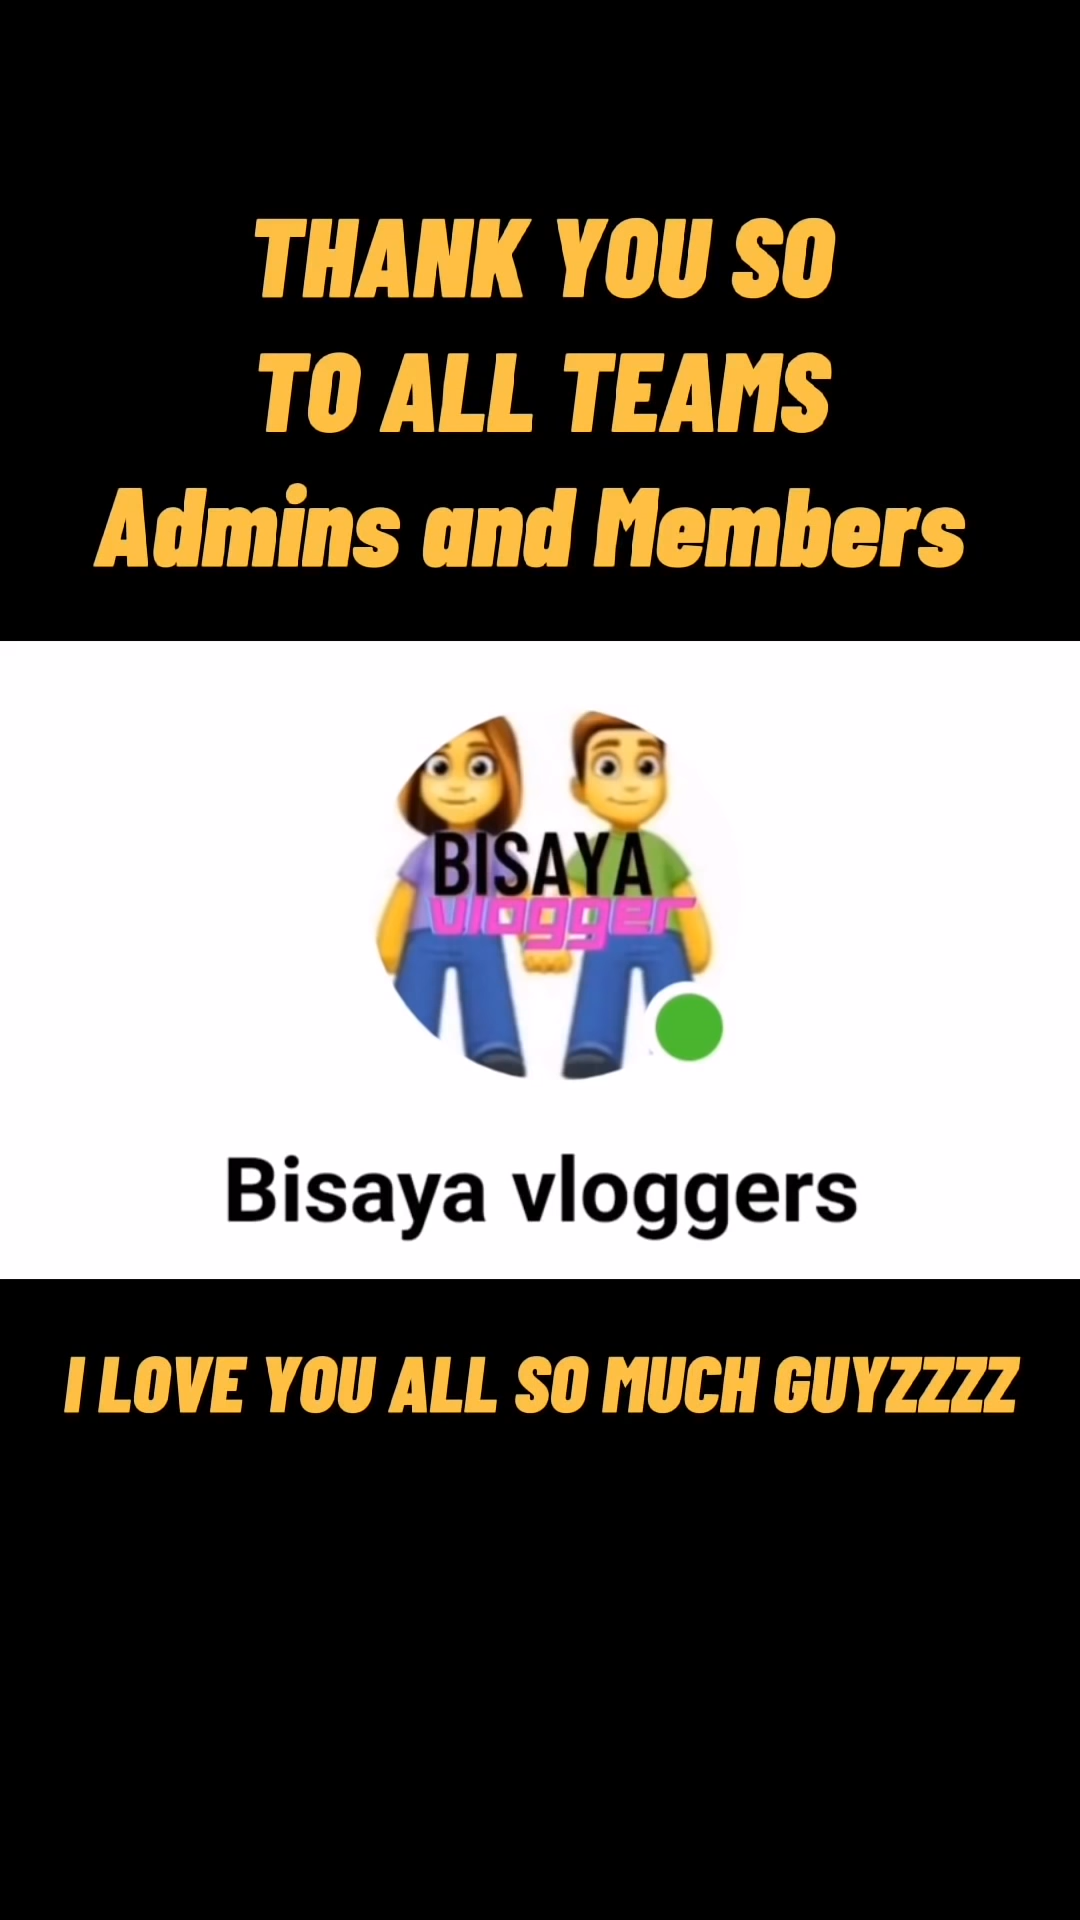 THANK YOU SO
TO ALL TEAMS
Admins and Members
BISAYA
vlogger
Bisaya vloggers
I LOVE YOU ALL SO MUCH GUYZZZZ